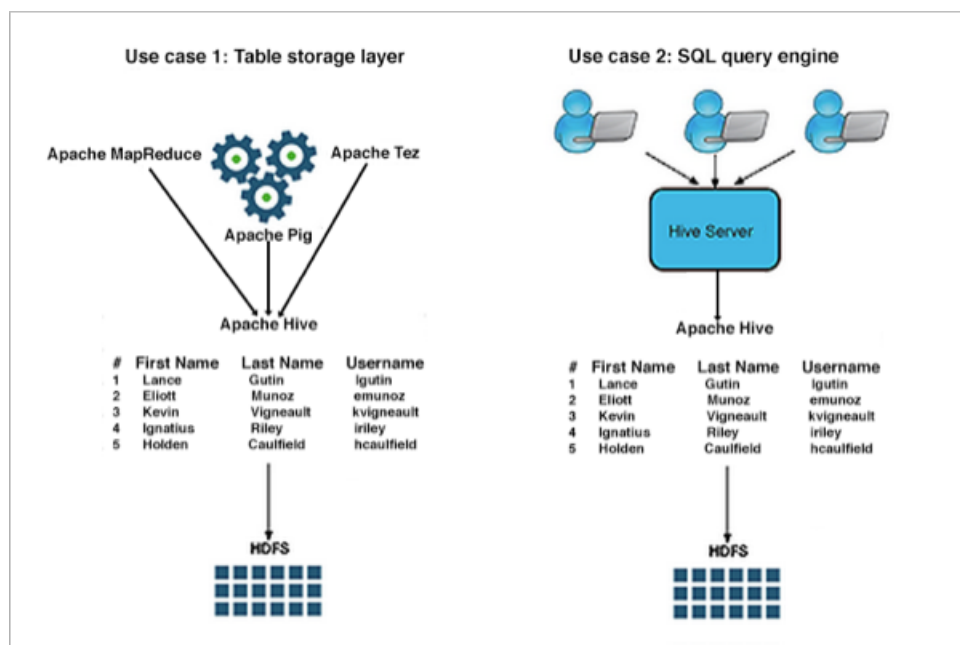 Use case 1: Table storage layer
Apache MapReduce
Apache Tez
Apache Pig
Apache Hive
# First Name Last Name Username
1 Lance Gutin lgutin
2 Eliott Munoz emunoz
3 Kevin Vigneault kvigneault
4 Ignatius Riley iriley
5 Holden Caulfield hcaulfield
HDFS
Use case 2: SQL query engine
Hive Server
Apache Hive
# First Name Last Name Username
1 Lance Gutin lgutin
2 Eliott Munoz emunoz
3 Kevin Vigneault kvigneault
4 Ignatius Riley iriley
5 Holden Caulfield hcaulfield
HDFS